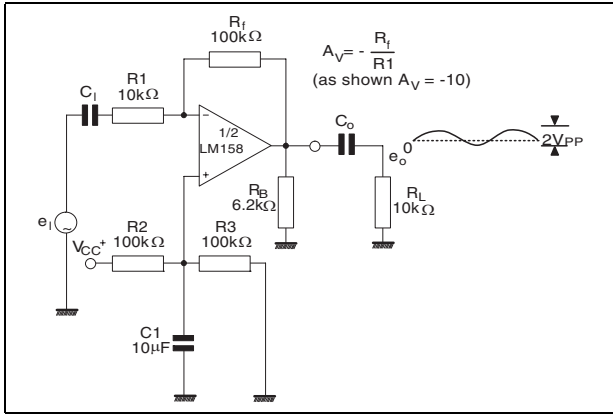 Rf
100kΩ
AV = - Rf
R1
(as shown AV = -10)
R1
10kΩ
CI
1/2
LM158
Co
eo
0
2VPP
RB
6.2kΩ
RL
10kΩ
eI
~
VCC+
R2
100kΩ
R3
100kΩ
C1
10µF